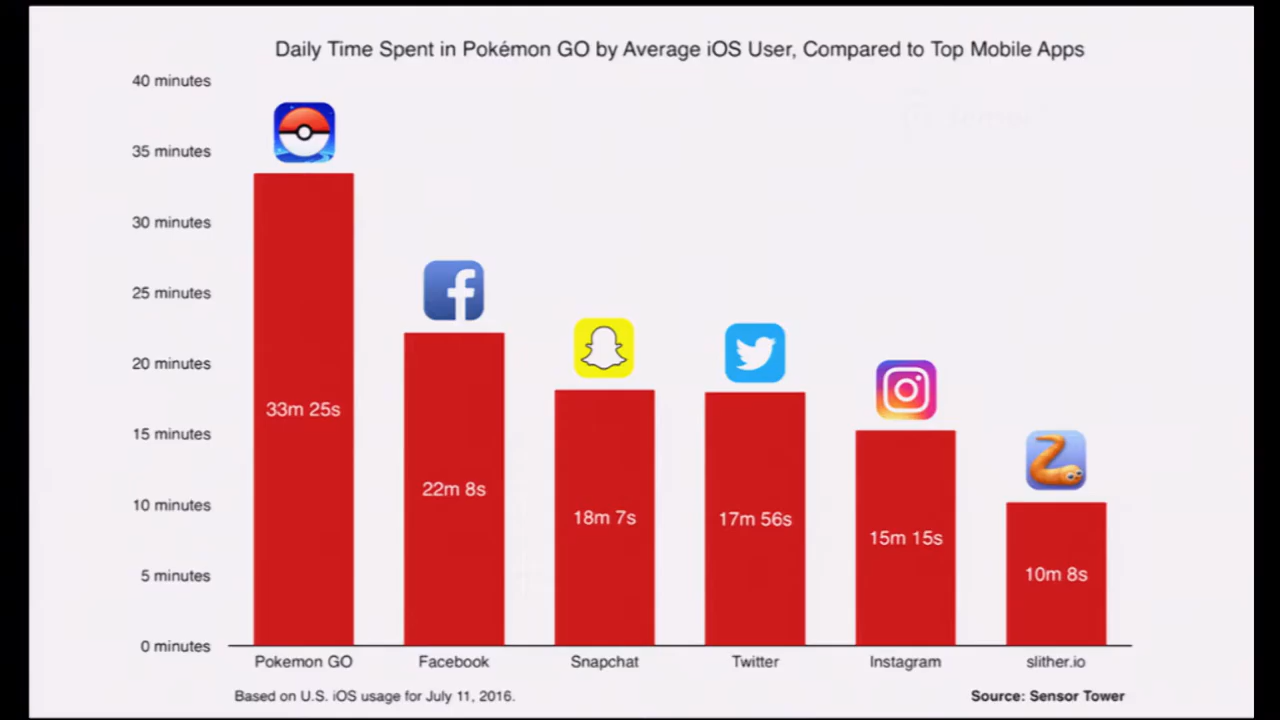 Daily Time Spent in Pokémon GO by Average iOS User, Compared to Top Mobile Apps
40 minutes
35 minutes
30 minutes
25 minutes
20 minutes
15 minutes
10 minutes
5 minutes
0 minutes
33m 25s
22m 8s
18m 7s
17m 56s
15m 15s
10m 8s
Pokemon GO
Facebook
Snapchat
Twitter
Instagram
slither.io
Based on U.S. iOS usage for July 11, 2016.
Source: Sensor Tower